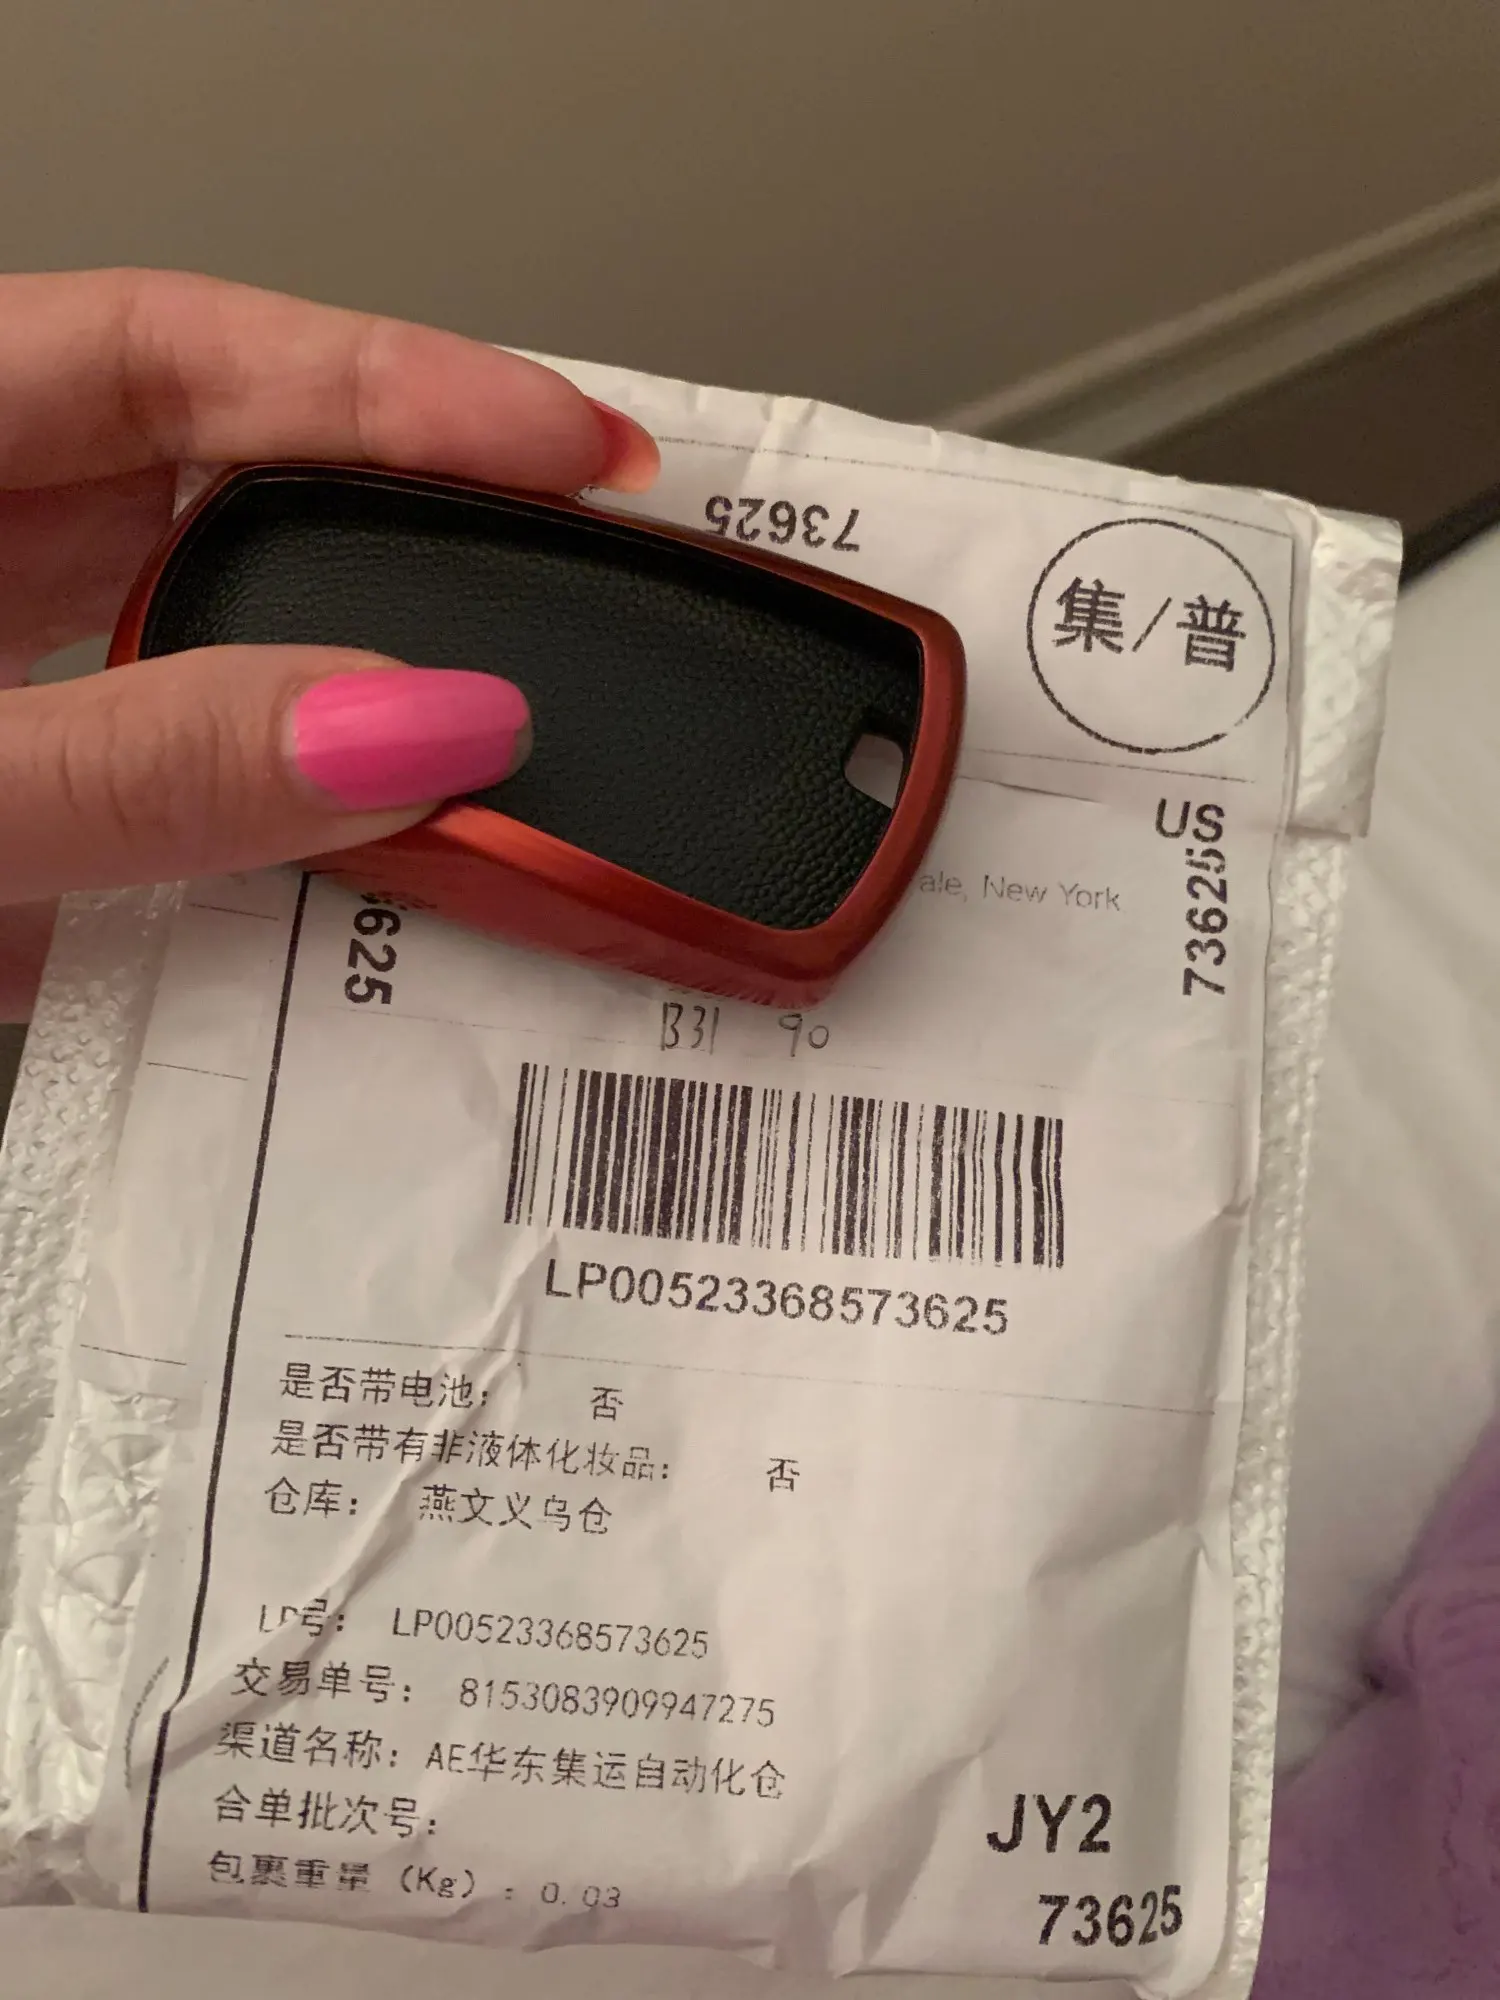 73625
集/普
US
73625
ale, New York
625
B31 90
LP00523368573625
是否带电池: 否
是否带有非液体化妆品: 否
仓库: 燕文义乌仓
LP号: LP00523368573625
交易单号: 8153083909947275
渠道名称: AE华东集运自动化仓
合单批次号:
包裹重量 (Kg) : 0.03
JY2
73625